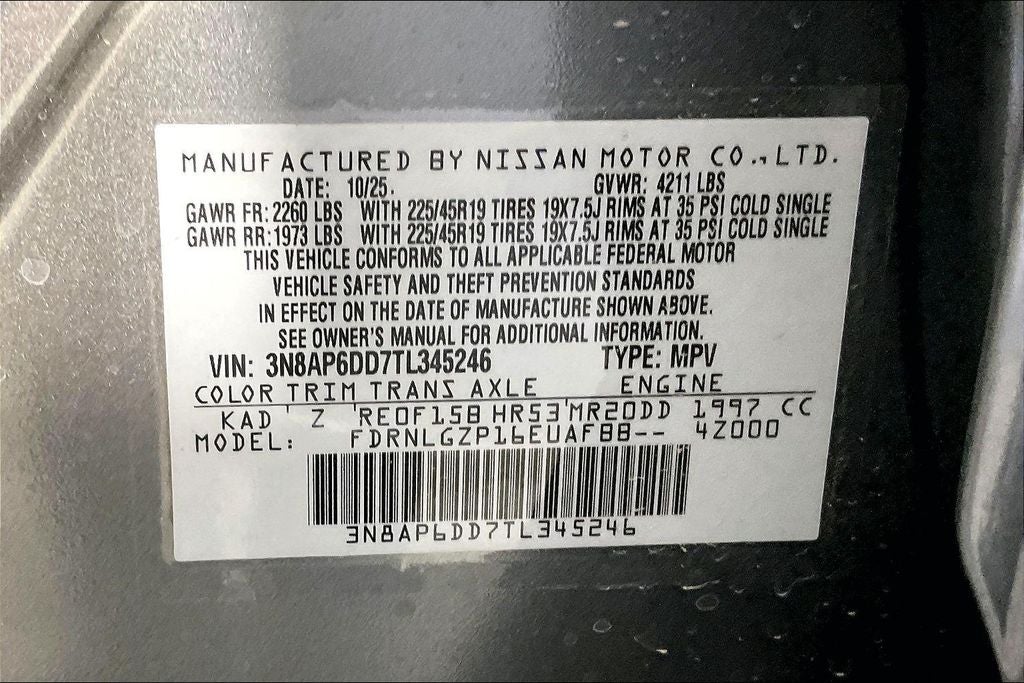 MANUFACTURED BY NISSAN MOTOR CO.,LTD.
DATE: 10/25. GVWR: 4211 LBS
GAWR FR: 2260 LBS WITH 225/45R19 TIRES 19X7.5J RIMS AT 35 PSI COLD SINGLE
GAWR RR: 1973 LBS WITH 225/45R19 TIRES 19X7.5J RIMS AT 35 PSI COLD SINGLE
THIS VEHICLE CONFORMS TO ALL APPLICABLE FEDERAL MOTOR
VEHICLE SAFETY AND THEFT PREVENTION STANDARDS
IN EFFECT ON THE DATE OF MANUFACTURE SHOWN ABOVE.
SEE OWNER'S MANUAL FOR ADDITIONAL INFORMATION.
VIN: 3N8AP6DD7TL345246 TYPE: MPV
COLOR TRIM TRANS AXLE ENGINE
KAD Z RE0F15B HR53 MR20DD 1997 CC
MODEL: FDRNLGZP16EUAFBB-- 4Z000
3N8AP6DD7TL345246